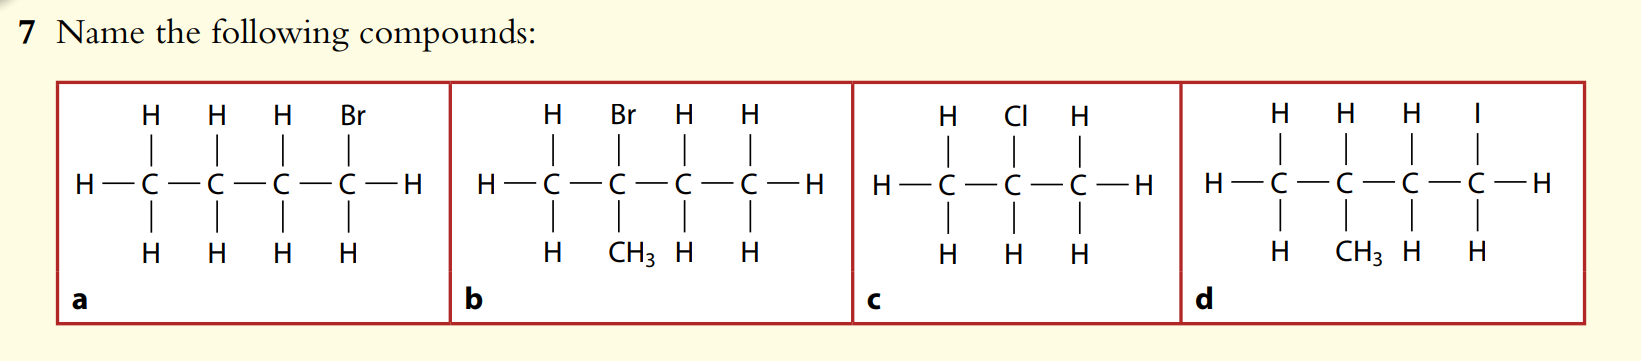 7 Name the following compounds:
H H H Br
H C C C C H
H H H H
a
H Br H H
H C C C C H
H CH₃ H H
b
H Cl H
H C C C H
H H H
c
H H H I
H C C C C H
H CH₃ H H
d